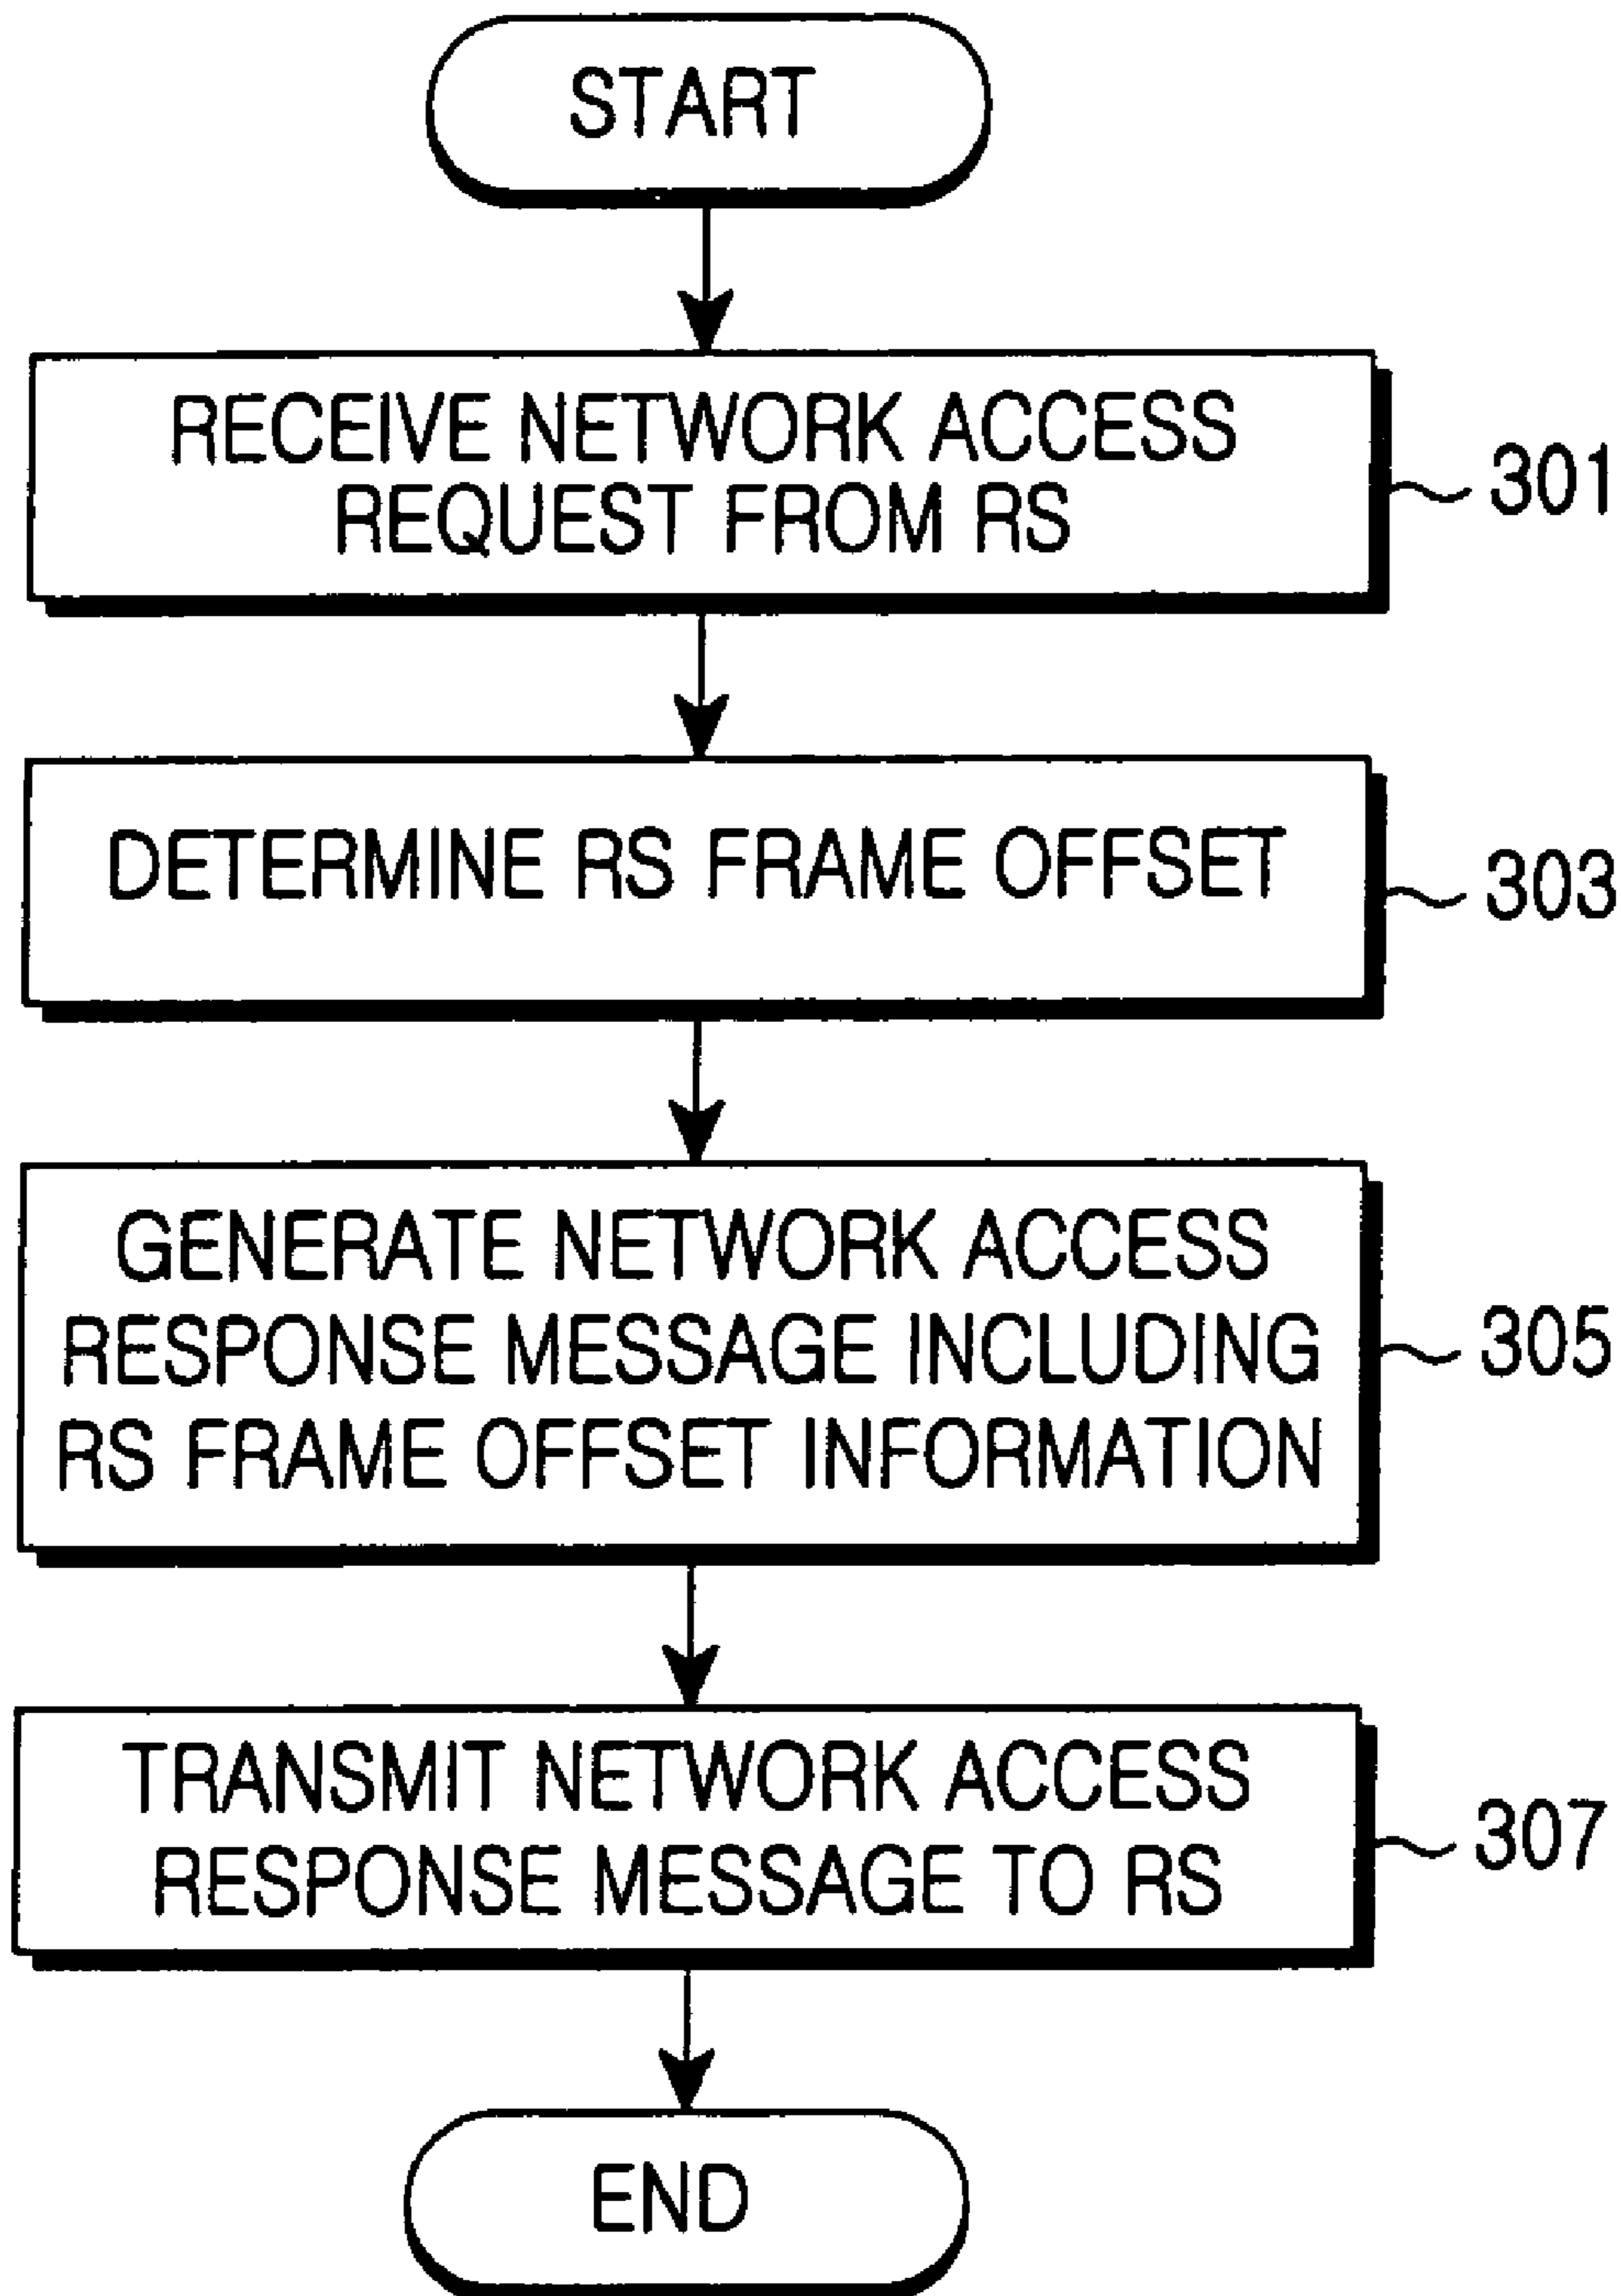 START
RECEIVE NETWORK ACCESS
REQUEST FROM RS
301
DETERMINE RS FRAME OFFSET
303
GENERATE NETWORK ACCESS
RESPONSE MESSAGE INCLUDING
RS FRAME OFFSET INFORMATION
305
TRANSMIT NETWORK ACCESS
RESPONSE MESSAGE TO RS
307
END